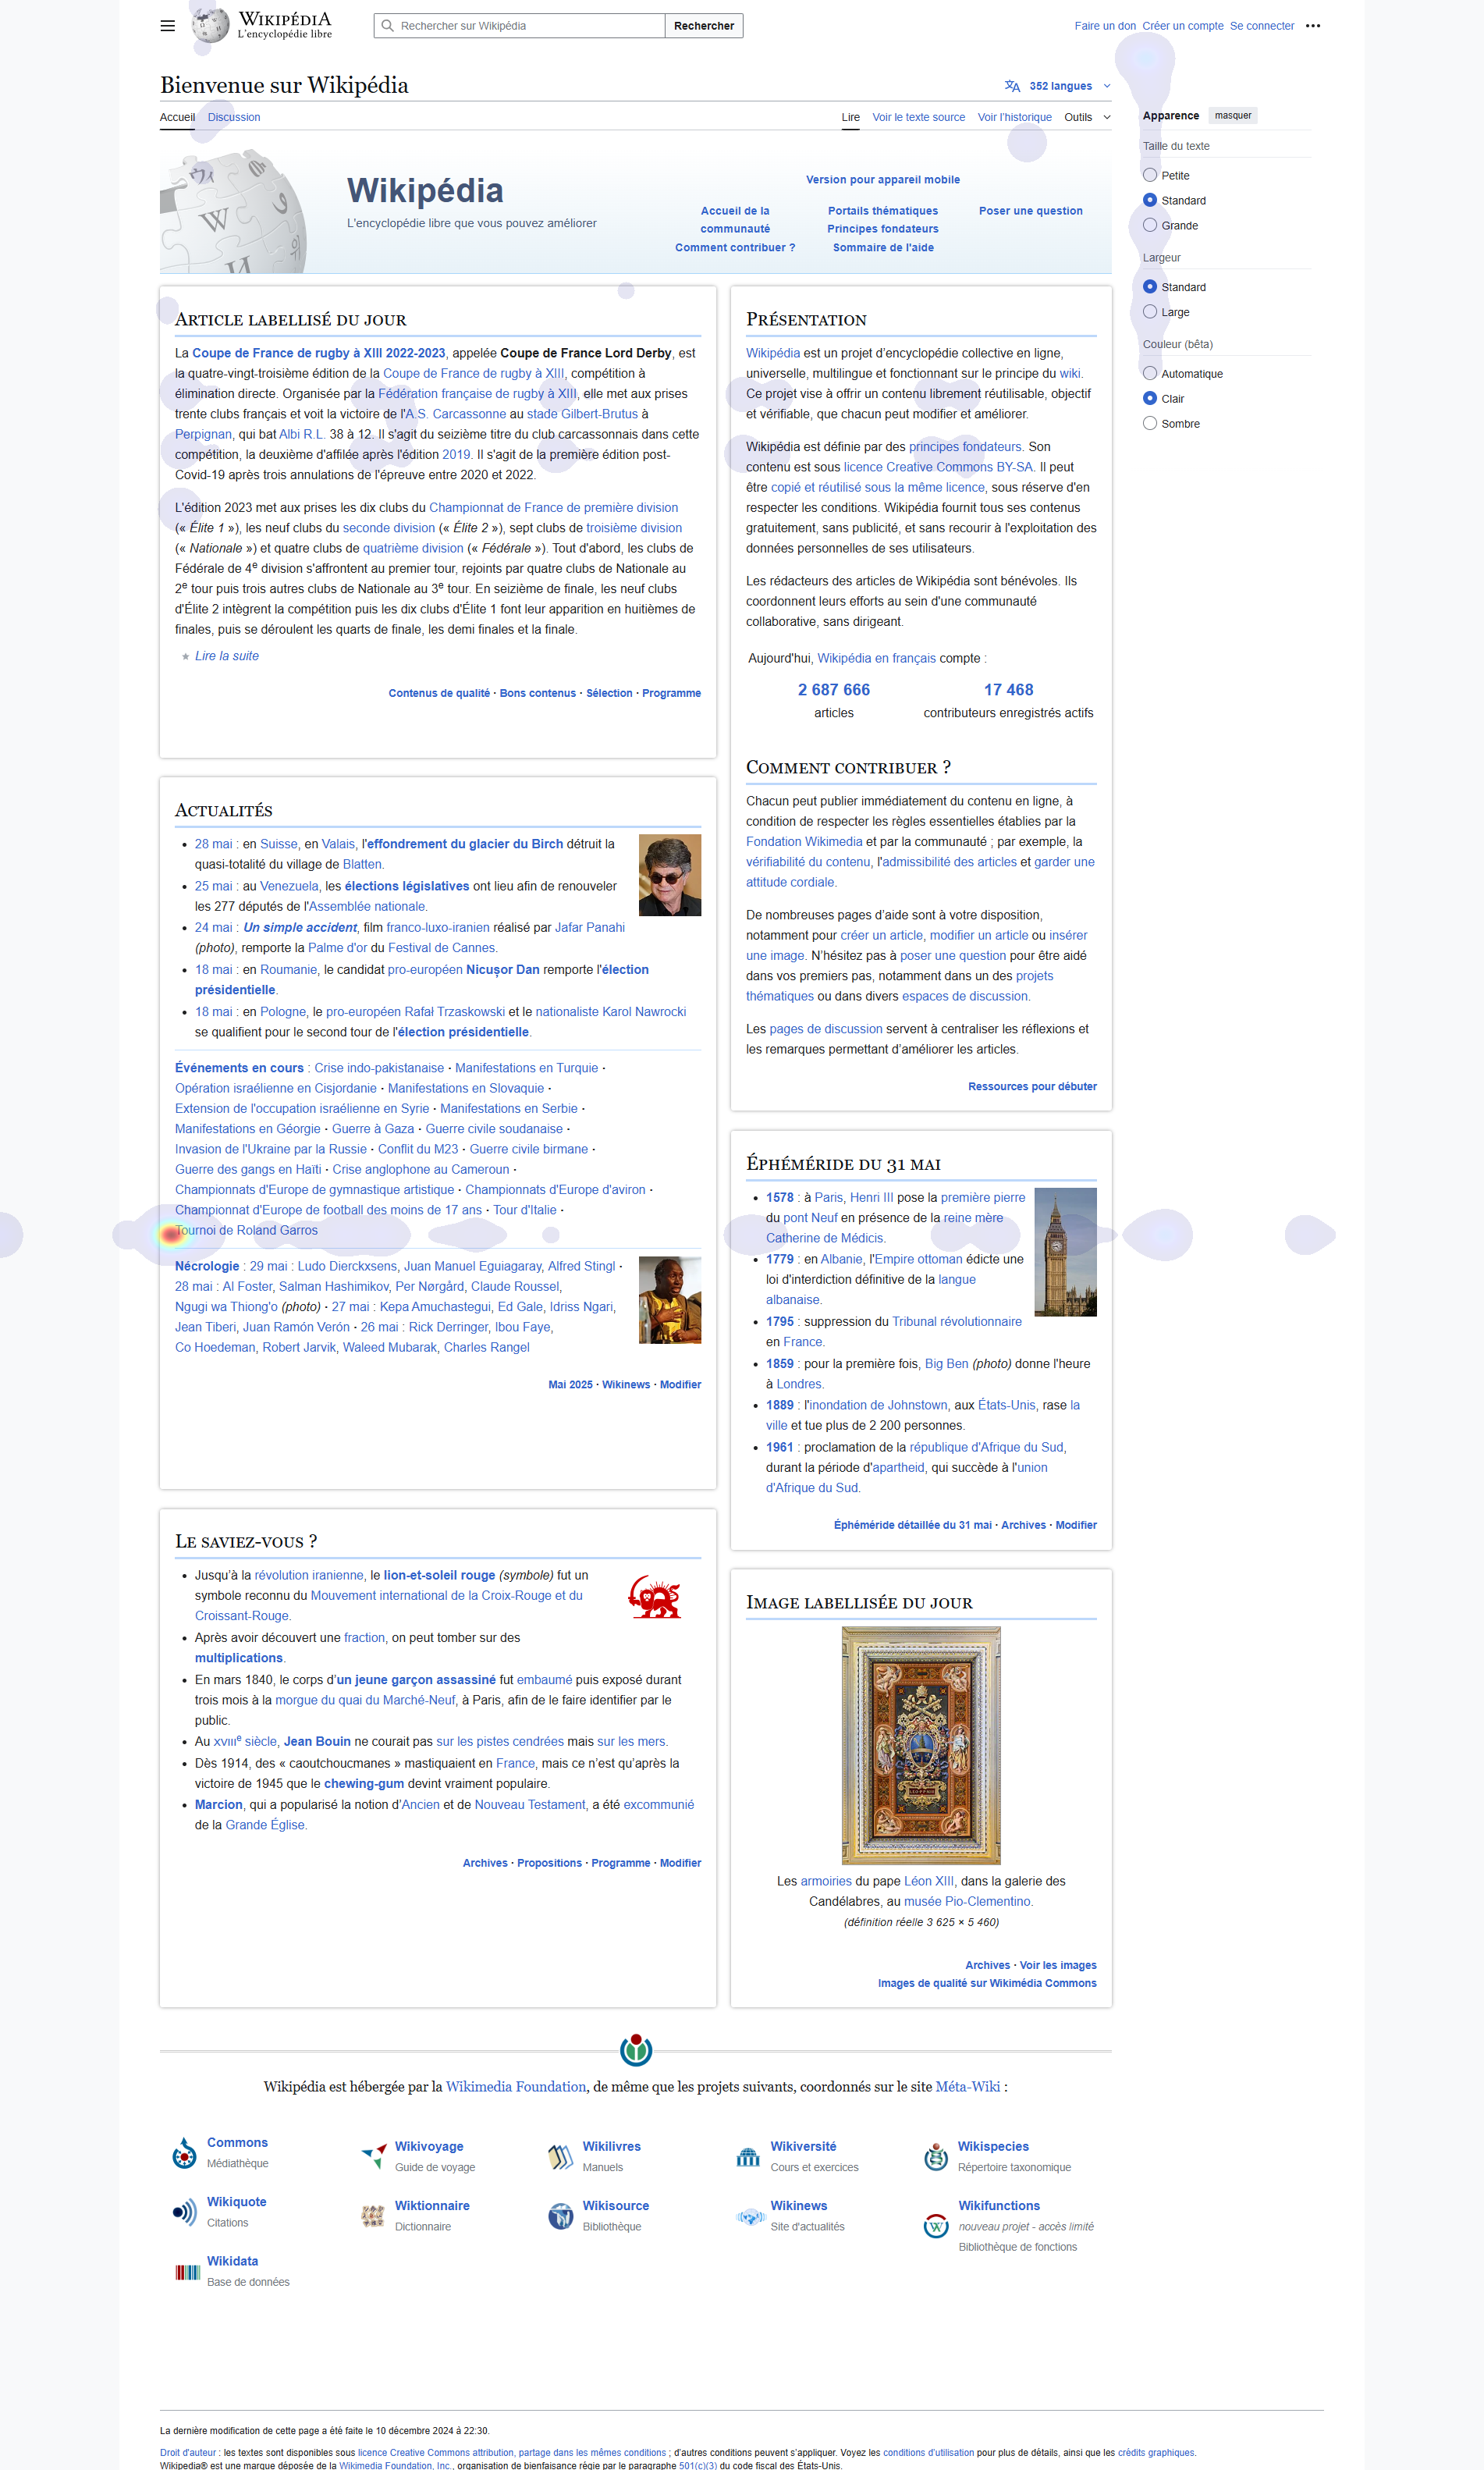 WIKIPÉDIA
L'encyclopédie libre
Rechercher sur Wikipédia
Rechercher
Faire un don Créer un compte Se connecter
Bienvenue sur Wikipédia
352 langues
Accueil Discussion
Lire Voir le texte source Voir l'historique Outils
Apparence masquer
Taille du texte
Petite
Standard
Grande
Largeur
Standard
Large
Couleur (bêta)
Automatique
Clair
Sombre
Wikipédia
L'encyclopédie libre que vous pouvez améliorer
Version pour appareil mobile
Accueil de la communauté
Comment contribuer ?
Portails thématiques
Principes fondateurs
Sommaire de l'aide
Poser une question
Article labellisé du jour
La Coupe de France de rugby à XIII 2022-2023, appelée Coupe de France Lord Derby, est
la quatre-vingt-troisième édition de la Coupe de France de rugby à XIII, compétition à
élimination directe. Organisée par la Fédération française de rugby à XIII, elle met aux prises
trente clubs français et voit la victoire de l'A.S. Carcassonne au stade Gilbert-Brutus à
Perpignan, qui bat Albi R.L. 38 à 12. Il s'agit du seizième titre du club carcassonnais dans cette
compétition, la deuxième d'affilée après l'édition 2019. Il s'agit de la première édition post-
Covid-19 après trois annulations de l'épreuve entre 2020 et 2022.
L'édition 2023 met aux prises les dix clubs du Championnat de France de première division
(« Élite 1 »), les neuf clubs du seconde division (« Élite 2 »), sept clubs de troisième division
(« Nationale ») et quatre clubs de quatrième division (« Fédérale »). Tout d'abord, les clubs de
Fédérale de 4e division s'affrontent au premier tour, rejoints par quatre clubs de Nationale au
2e tour puis trois autres clubs de Nationale au 3e tour. En seizième de finale, les neuf clubs
d'Élite 2 intègrent la compétition puis les dix clubs d'Élite 1 font leur apparition en huitièmes de
finales, puis se déroulent les quarts de finale, les demi finales et la finale.
Lire la suite
Contenus de qualité · Bons contenus · Sélection · Programme
Actualités
28 mai : en Suisse, en Valais, l'effondrement du glacier du Birch détruit la
quasi-totalité du village de Blatten.
25 mai : au Venezuela, les élections législatives ont lieu afin de renouveler
les 277 députés de l'Assemblée nationale.
24 mai : Un simple accident, film franco-luxo-iranien réalisé par Jafar Panahi
(photo), remporte la Palme d'or du Festival de Cannes.
18 mai : en Roumanie, le candidat pro-européen Nicușor Dan remporte l'élection
présidentielle.
18 mai : en Pologne, le pro-européen Rafał Trzaskowski et le nationaliste Karol Nawrocki
se qualifient pour le second tour de l'élection présidentielle.
Événements en cours : Crise indo-pakistanaise · Manifestations en Turquie ·
Opération israélienne en Cisjordanie · Manifestations en Slovaquie ·
Extension de l'occupation israélienne en Syrie · Manifestations en Serbie ·
Manifestations en Géorgie · Guerre à Gaza · Guerre civile soudanaise ·
Invasion de l'Ukraine par la Russie · Conflit du M23 · Guerre civile birmane ·
Guerre des gangs en Haïti · Crise anglophone au Cameroun ·
Championnats d'Europe de gymnastique artistique · Championnats d'Europe d'aviron ·
Championnat d'Europe de football des moins de 17 ans · Tour d'Italie ·
Tournoi de Roland Garros
Nécrologie : 29 mai : Ludo Dierckxsens, Juan Manuel Eguiagaray, Alfred Stingl ·
28 mai : Al Foster, Salman Hashimikov, Per Nørgård, Claude Roussel,
Ngugi wa Thiong'o (photo) · 27 mai : Kepa Amuchastegui, Ed Gale, Idriss Ngari,
Jean Tiberi, Juan Ramón Verón · 26 mai : Rick Derringer, Ibou Faye,
Co Hoedeman, Robert Jarvik, Waleed Mubarak, Charles Rangel
Mai 2025 · Wikinews · Modifier
Le saviez-vous ?
Jusqu'à la révolution iranienne, le lion-et-soleil rouge (symbole) fut un
symbole reconnu du Mouvement international de la Croix-Rouge et du
Croissant-Rouge.
Après avoir découvert une fraction, on peut tomber sur des
multiplications.
En mars 1840, le corps d'un jeune garçon assassiné fut embaumé puis exposé durant
trois mois à la morgue du quai du Marché-Neuf, à Paris, afin de le faire identifier par le
public.
Au XVIIIe siècle, Jean Bouin ne courait pas sur les pistes cendrées mais sur les mers.
Dès 1914, des « caoutchoucmanes » mastiquaient en France, mais ce n'est qu'après la
victoire de 1945 que le chewing-gum devint vraiment populaire.
Marcion, qui a popularisé la notion d'Ancien et de Nouveau Testament, a été excommunié
de la Grande Église.
Archives · Propositions · Programme · Modifier
Présentation
Wikipédia est un projet d'encyclopédie collective en ligne,
universelle, multilingue et fonctionnant sur le principe du wiki.
Ce projet vise à offrir un contenu librement réutilisable, objectif
et vérifiable, que chacun peut modifier et améliorer.
Wikipédia est définie par des principes fondateurs. Son
contenu est sous licence Creative Commons BY-SA. Il peut
être copié et réutilisé sous la même licence, sous réserve d'en
respecter les conditions. Wikipédia fournit tous ses contenus
gratuitement, sans publicité, et sans recourir à l'exploitation des
données personnelles de ses utilisateurs.
Les rédacteurs des articles de Wikipédia sont bénévoles. Ils
coordonnent leurs efforts au sein d'une communauté
collaborative, sans dirigeant.
Aujourd'hui, Wikipédia en français compte :
2 687 666
articles
17 468
contributeurs enregistrés actifs
Comment contribuer ?
Chacun peut publier immédiatement du contenu en ligne, à
condition de respecter les règles essentielles établies par la
Fondation Wikimedia et par la communauté ; par exemple, la
vérifiabilité du contenu, l'admissibilité des articles et garder une
attitude cordiale.
De nombreuses pages d'aide sont à votre disposition,
notamment pour créer un article, modifier un article ou insérer
une image. N'hésitez pas à poser une question pour être aidé
dans vos premiers pas, notamment dans un des projets
thématiques ou dans divers espaces de discussion.
Les pages de discussion servent à centraliser les réflexions et
les remarques permettant d'améliorer les articles.
Ressources pour débuter
Éphéméride du 31 mai
1578 : à Paris, Henri III pose la première pierre
du pont Neuf en présence de la reine mère
Catherine de Médicis.
1779 : en Albanie, l'Empire ottoman édicte une
loi d'interdiction définitive de la langue
albanaise.
1795 : suppression du Tribunal révolutionnaire
en France.
1859 : pour la première fois, Big Ben (photo) donne l'heure
à Londres.
1889 : l'inondation de Johnstown, aux États-Unis, rase la
ville et tue plus de 2 200 personnes.
1961 : proclamation de la république d'Afrique du Sud,
durant la période d'apartheid, qui succède à l'union
d'Afrique du Sud.
Éphéméride détaillée du 31 mai · Archives · Modifier
Image labellisée du jour
Les armoiries du pape Léon XIII, dans la galerie des
Candélabres, au musée Pio-Clementino.
(définition réelle 3 625 × 5 460)
Archives · Voir les images
Images de qualité sur Wikimédia Commons
Wikipédia est hébergée par la Wikimedia Foundation, de même que les projets suivants, coordonnés sur le site Méta-Wiki :
Commons
Médiathèque
Wikivoyage
Guide de voyage
Wikilivres
Manuels
Wikiversité
Cours et exercices
Wikispecies
Répertoire taxonomique
Wikiquote
Citations
Wiktionnaire
Dictionnaire
Wikisource
Bibliothèque
Wikinews
Site d'actualités
Wikifunctions
nouveau projet - accès limité
Bibliothèque de fonctions
Wikidata
Base de données
La dernière modification de cette page a été faite le 10 décembre 2024 à 22:30.
Droit d'auteur : les textes sont disponibles sous licence Creative Commons attribution, partage dans les mêmes conditions ; d'autres conditions peuvent s'appliquer. Voyez les conditions d'utilisation pour plus de détails, ainsi que les crédits graphiques.
Wikipedia® est une marque déposée de la Wikimedia Foundation, Inc., organisation de bienfaisance régie par le paragraphe 501(c)(3) du code fiscal des États-Unis.